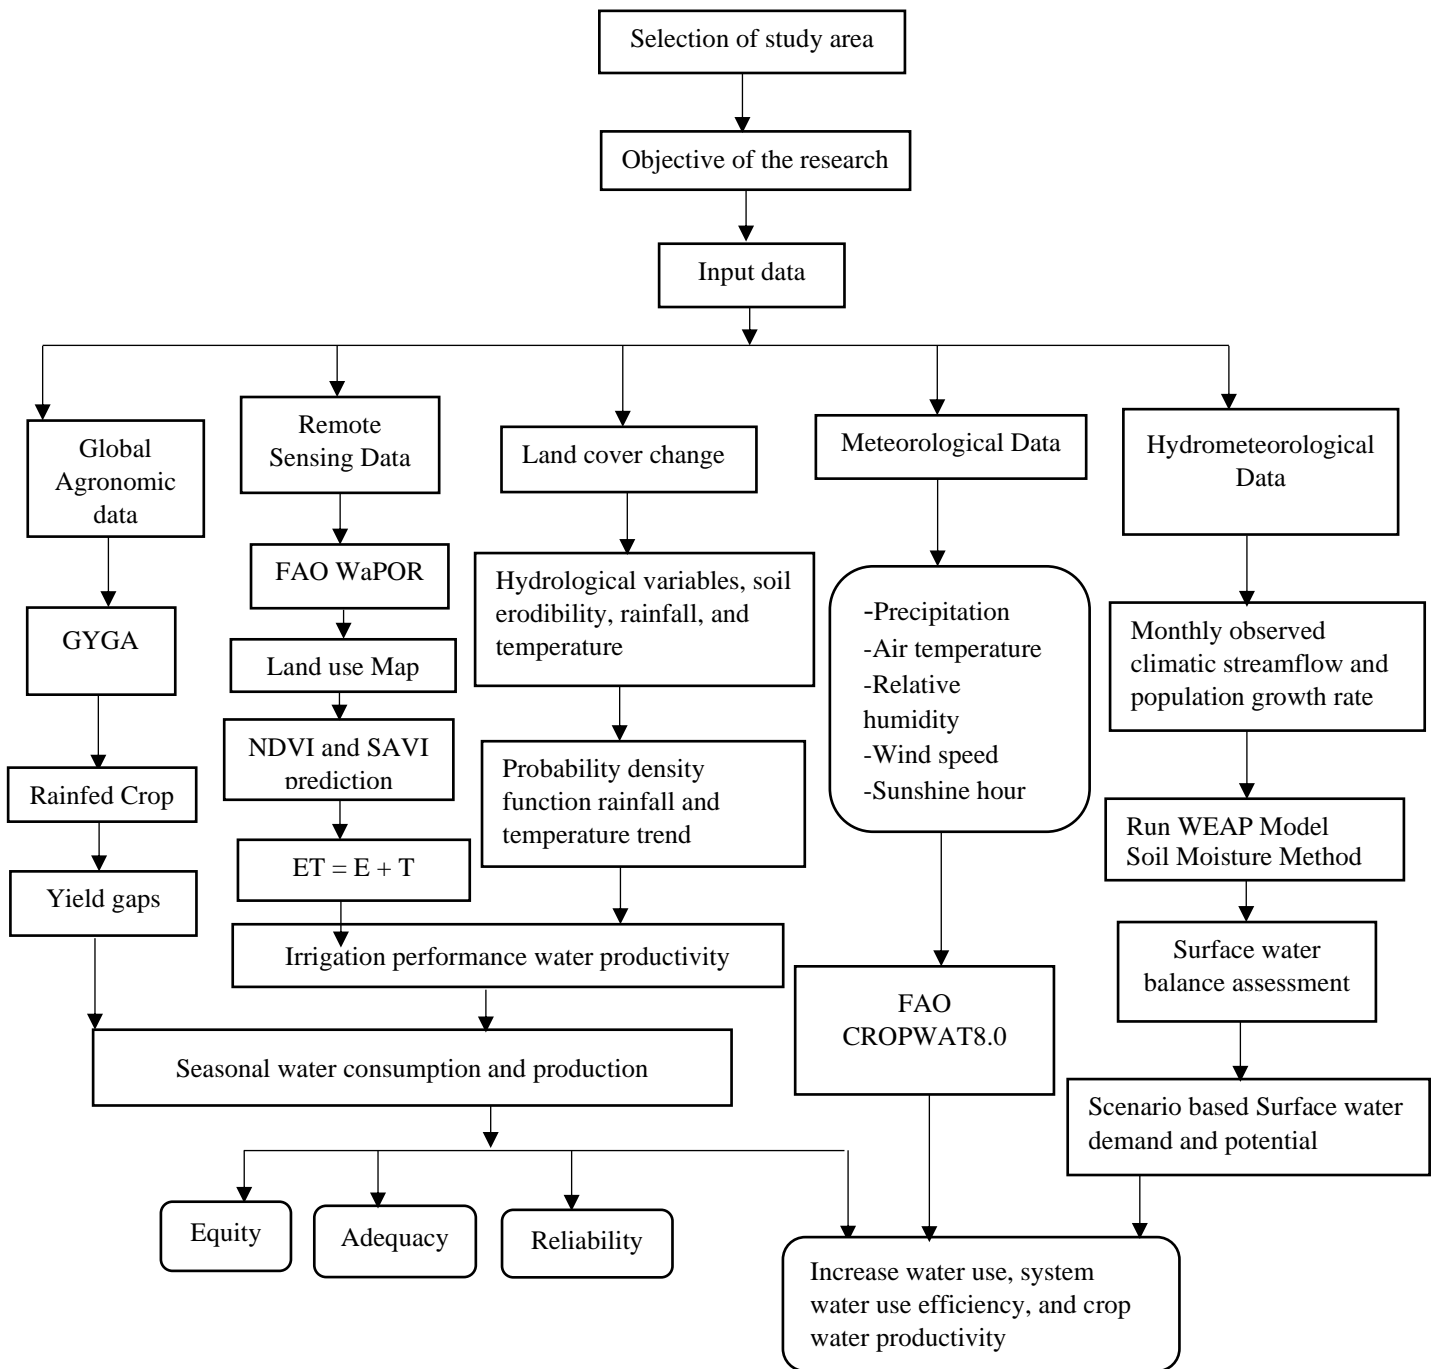 Selection of study area
Objective of the research
Input data
Global
Agronomic
data
Remote
Sensing Data
Land cover change
Meteorological Data
Hydrometeorological
Data
FAO WaPOR
Hydrological variables, soil
erodibility, rainfall, and
temperature
-Precipitation
-Air temperature
-Relative
humidity
-Wind speed
-Sunshine hour
GYGA
Land use Map
Monthly observed
climatic streamflow and
population growth rate
NDVI and SAVI
prediction
Probability density
function rainfall and
temperature trend
Rainfed Crop
Run WEAP Model
Soil Moisture Method
ET = E + T
Yield gaps
Irrigation performance water productivity
Surface water
balance assessment
FAO
CROPWAT8.0
Seasonal water consumption and production
Scenario based Surface water
demand and potential
Equity
Adequacy
Reliability
Increase water use, system
water use efficiency, and crop
water productivity